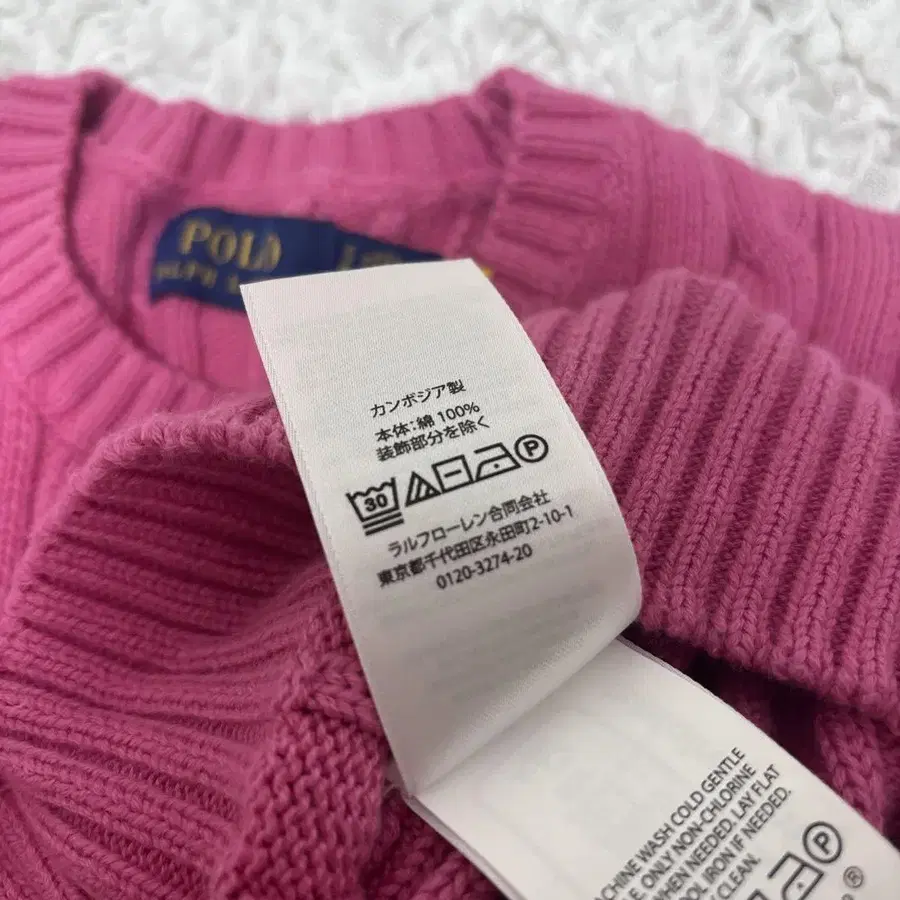 POLO
カンボジア製
本体:綿 100%
装飾部分を除く
30
P
ラルフローレン合同会社
東京都千代田区永田町2-10-1
0120-3274-20
MACHINE WASH COLD GENTLE
ONLY NON-CHLORINE
WHEN NEEDED. LAY FLAT
COOL IRON IF NEEDED.
CLEAN.
P
®